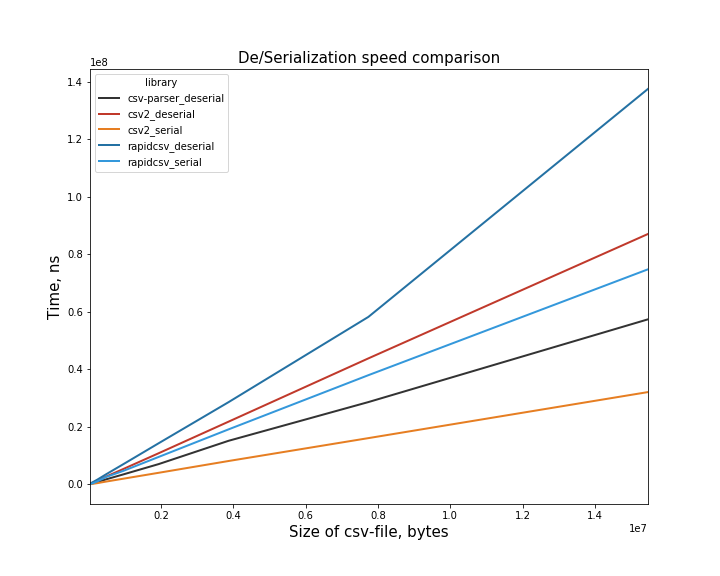 De/Serialization speed comparison
1e8
1.4
1.2
1.0
0.8
0.6
0.4
0.2
0.0
Time, ns
library
csv-parser_deserial
csv2_deserial
csv2_serial
rapidcsv_deserial
rapidcsv_serial
0.2 0.4 0.6 0.8 1.0 1.2 1.4
1e7
Size of csv-file, bytes